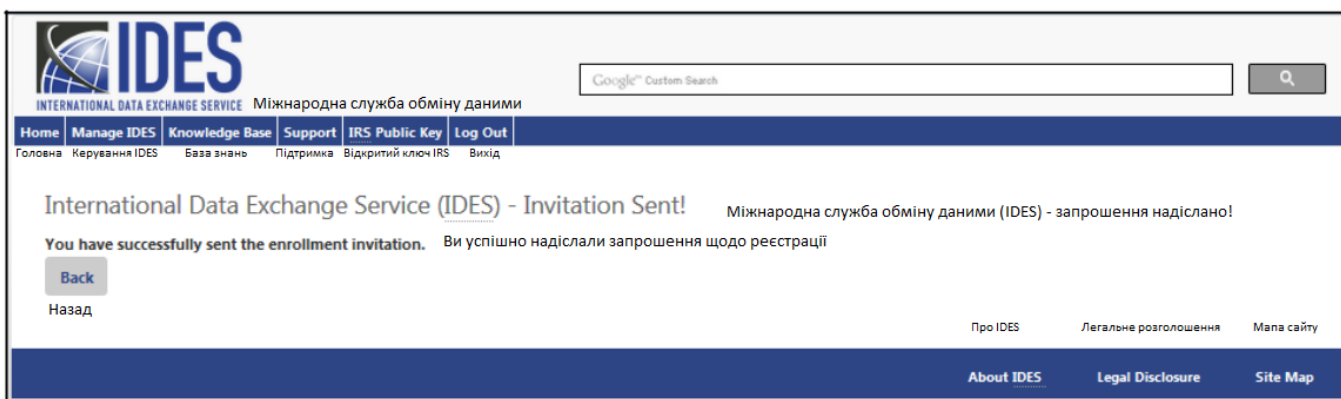 IDES
INTERNATIONAL DATA EXCHANGE SERVICE Міжнародна служба обміну даними
Google™ Custom Search
Home Manage IDES Knowledge Base Support IRS Public Key Log Out
Головна Керування IDES База знань Підтримка Відкритий ключ IRS Вихід
International Data Exchange Service (IDES) - Invitation Sent! Міжнародна служба обміну даними (IDES) - запрошення надіслано!
You have successfully sent the enrollment invitation. Ви успішно надіслали запрошення щодо реєстрації
Back
Назад
Про IDES Легальне розголошення Мапа сайту
About IDES Legal Disclosure Site Map